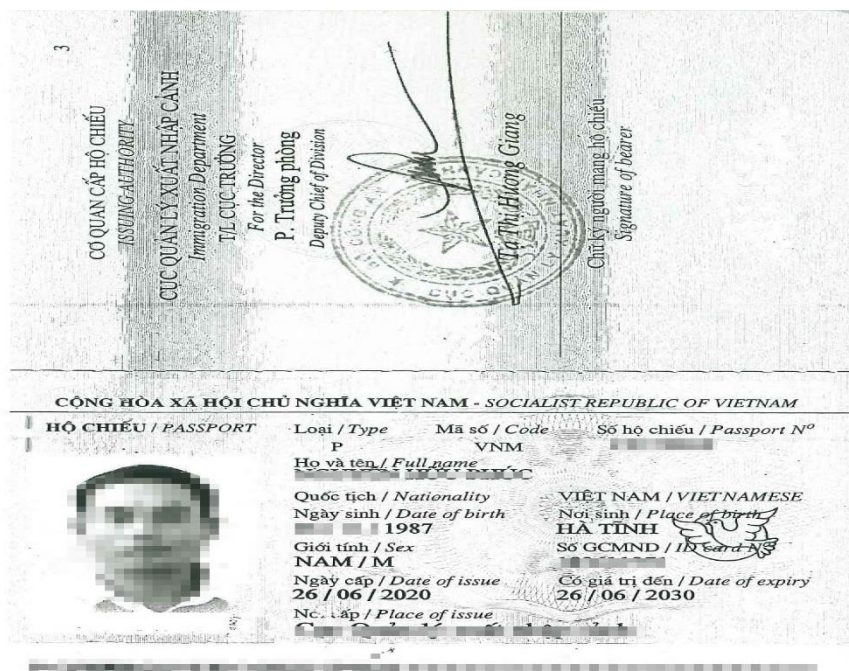 3
CƠ QUAN CẤP HỘ CHIẾU
ISSUING AUTHORITY
CỤC QUẢN LÝ XUẤT NHẬP CẢNH
Immigration Department
T/L CỤC TRƯỞNG
For the Director
P. Trưởng phòng
Deputy Chief of Division
Tạ Thị Hương Giang
Chữ ký người mang hộ chiếu
Signature of bearer
CỘNG HÒA XÃ HỘI CHỦ NGHĨA VIỆT NAM - SOCIALIST REPUBLIC OF VIETNAM
HỘ CHIẾU / PASSPORT
Loại / Type Mã số / Code Số hộ chiếu / Passport Nº
P VNM
Họ và tên / Full name
Quốc tịch / Nationality VIỆT NAM / VIETNAMESE
Ngày sinh / Date of birth Nơi sinh / Place of birth
1987 HÀ TĨNH
Giới tính / Sex Số GCMND / ID Card Nº
NAM / M
Ngày cấp / Date of issue Có giá trị đến / Date of expiry
26 / 06 / 2020 26 / 06 / 2030
/ Place of issue